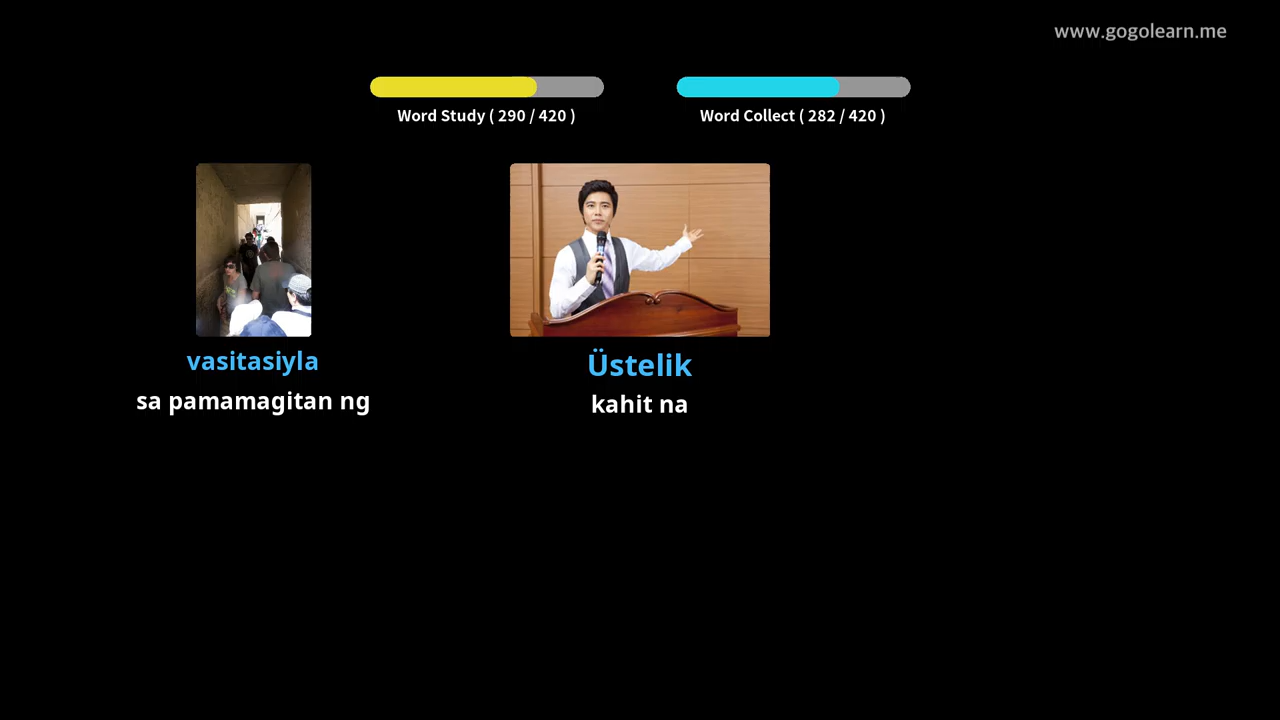 www.gogolearn.me
Word Study ( 290 / 420 )
Word Collect ( 282 / 420 )
vasitasiyla
sa pamamagitan ng
Üstelik
kahit na